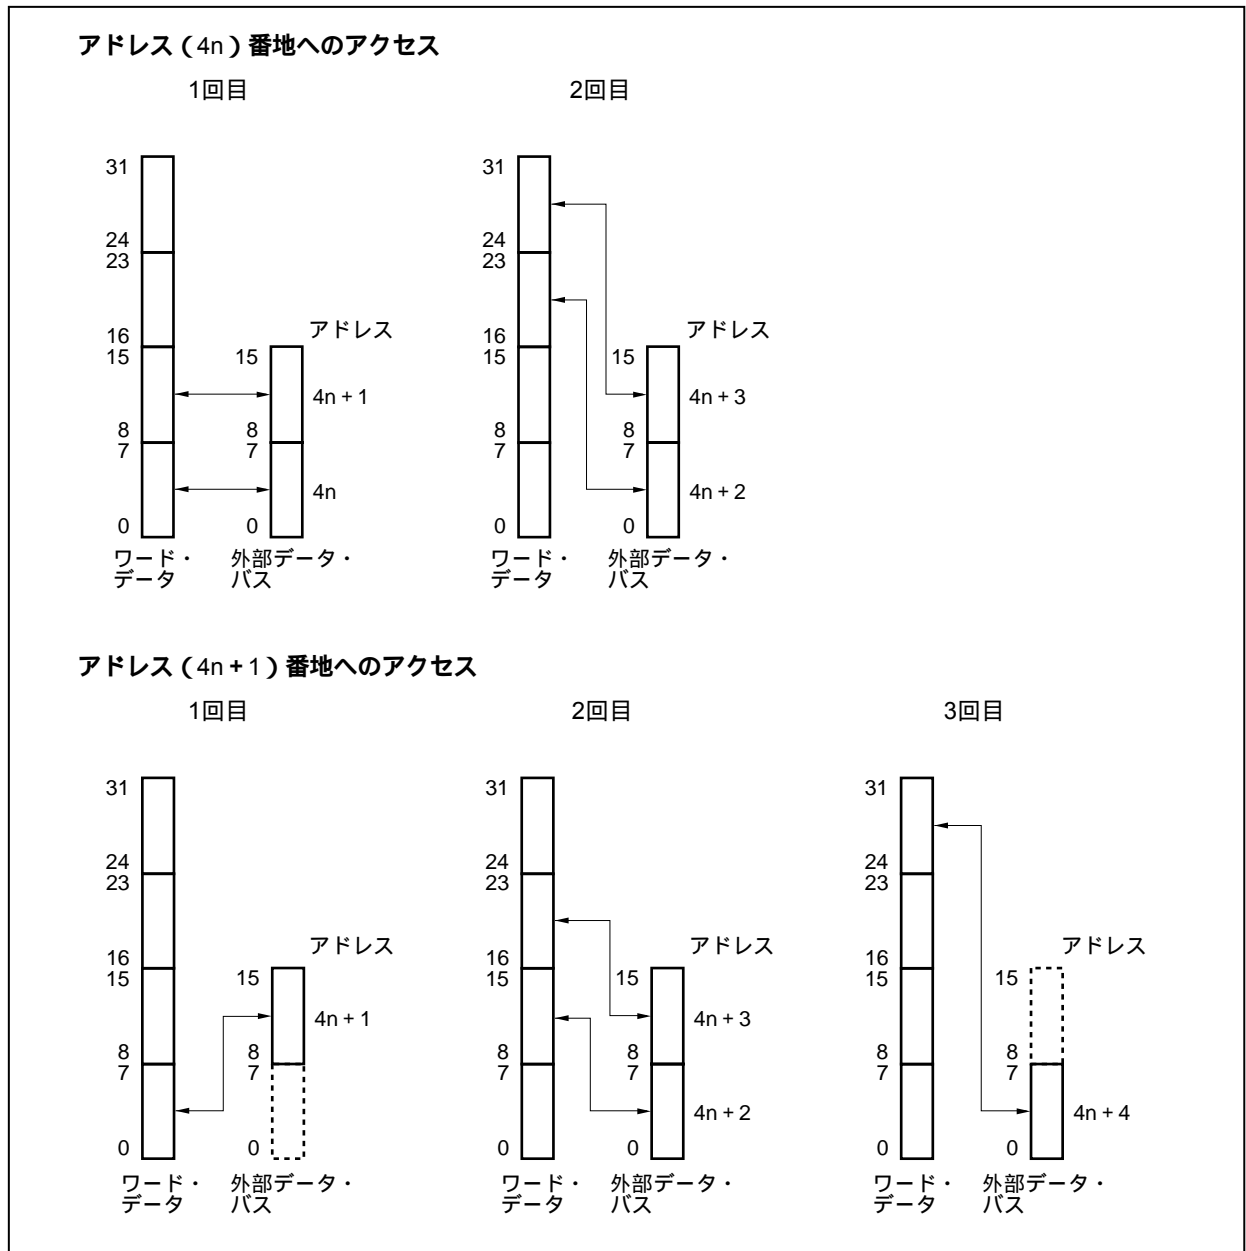 アドレス（4n）番地へのアクセス
1回目
2回目
31
24
23
16
15
8
7
0
アドレス
15
4n + 1
8
7
4n
0
ワード・
データ
外部データ・
バス
31
24
23
16
15
8
7
0
アドレス
15
4n + 3
8
7
4n + 2
0
ワード・
データ
外部データ・
バス
アドレス（4n + 1）番地へのアクセス
1回目
2回目
3回目
31
24
23
16
15
8
7
0
アドレス
15
4n + 1
8
7
0
ワード・
データ
外部データ・
バス
31
24
23
16
15
8
7
0
アドレス
15
4n + 3
8
7
4n + 2
0
ワード・
データ
外部データ・
バス
31
24
23
16
15
8
7
0
アドレス
15
8
7
4n + 4
0
ワード・
データ
外部データ・
バス